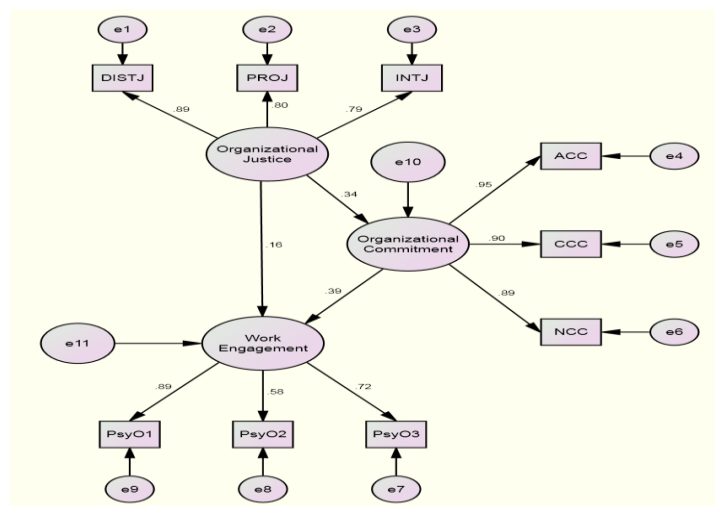 e1
e2
e3
DISTJ
PROJ
INTJ
.89
.80
.79
Organizational
Justice
e10
ACC
e4
.95
.34
Organizational
Commitment
.90
CCC
e5
.16
.39
.89
NCC
e6
e11
Work
Engagement
.89
.58
.72
PsyO1
PsyO2
PsyO3
e9
e8
e7